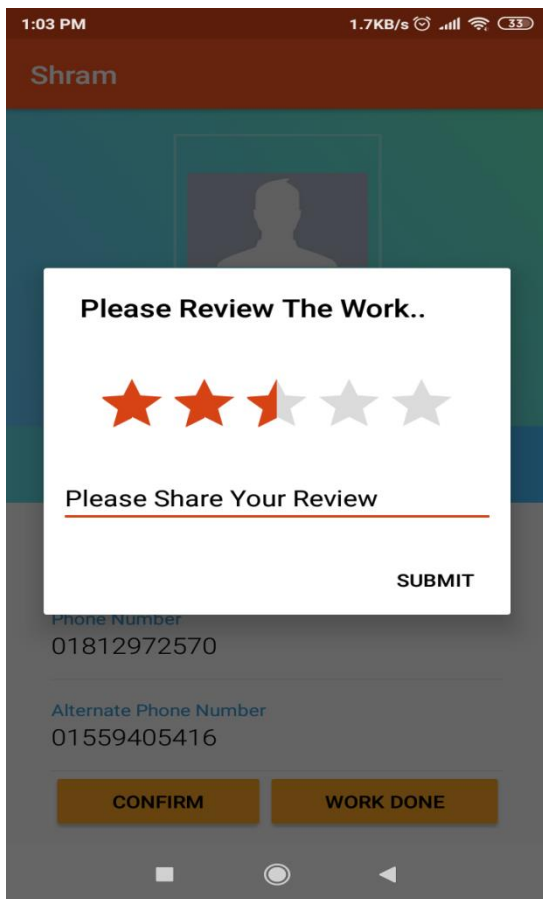 1:03 PM 1.7KB/s 33
Shram
Please Review The Work..
Please Share Your Review
SUBMIT
Phone Number
01812972570
Alternate Phone Number
01559405416
CONFIRM WORK DONE